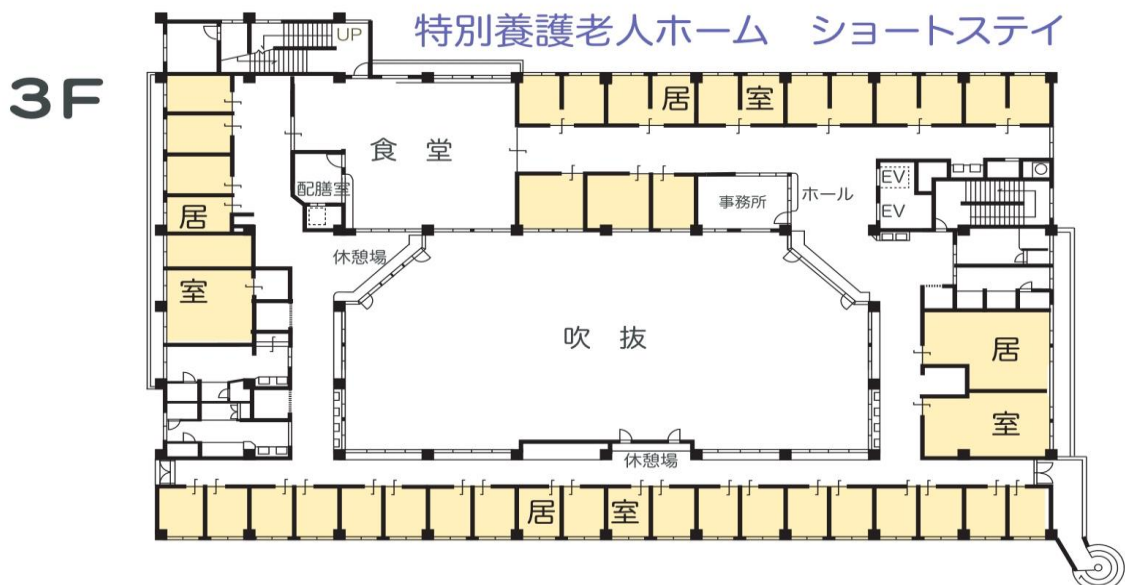 特別養護老人ホーム　ショートステイ
3F
UP
居　室
食　堂
配膳室
事務所
ホール
EV
EV
居
室
休憩場
吹　抜
居
室
休憩場
居　室